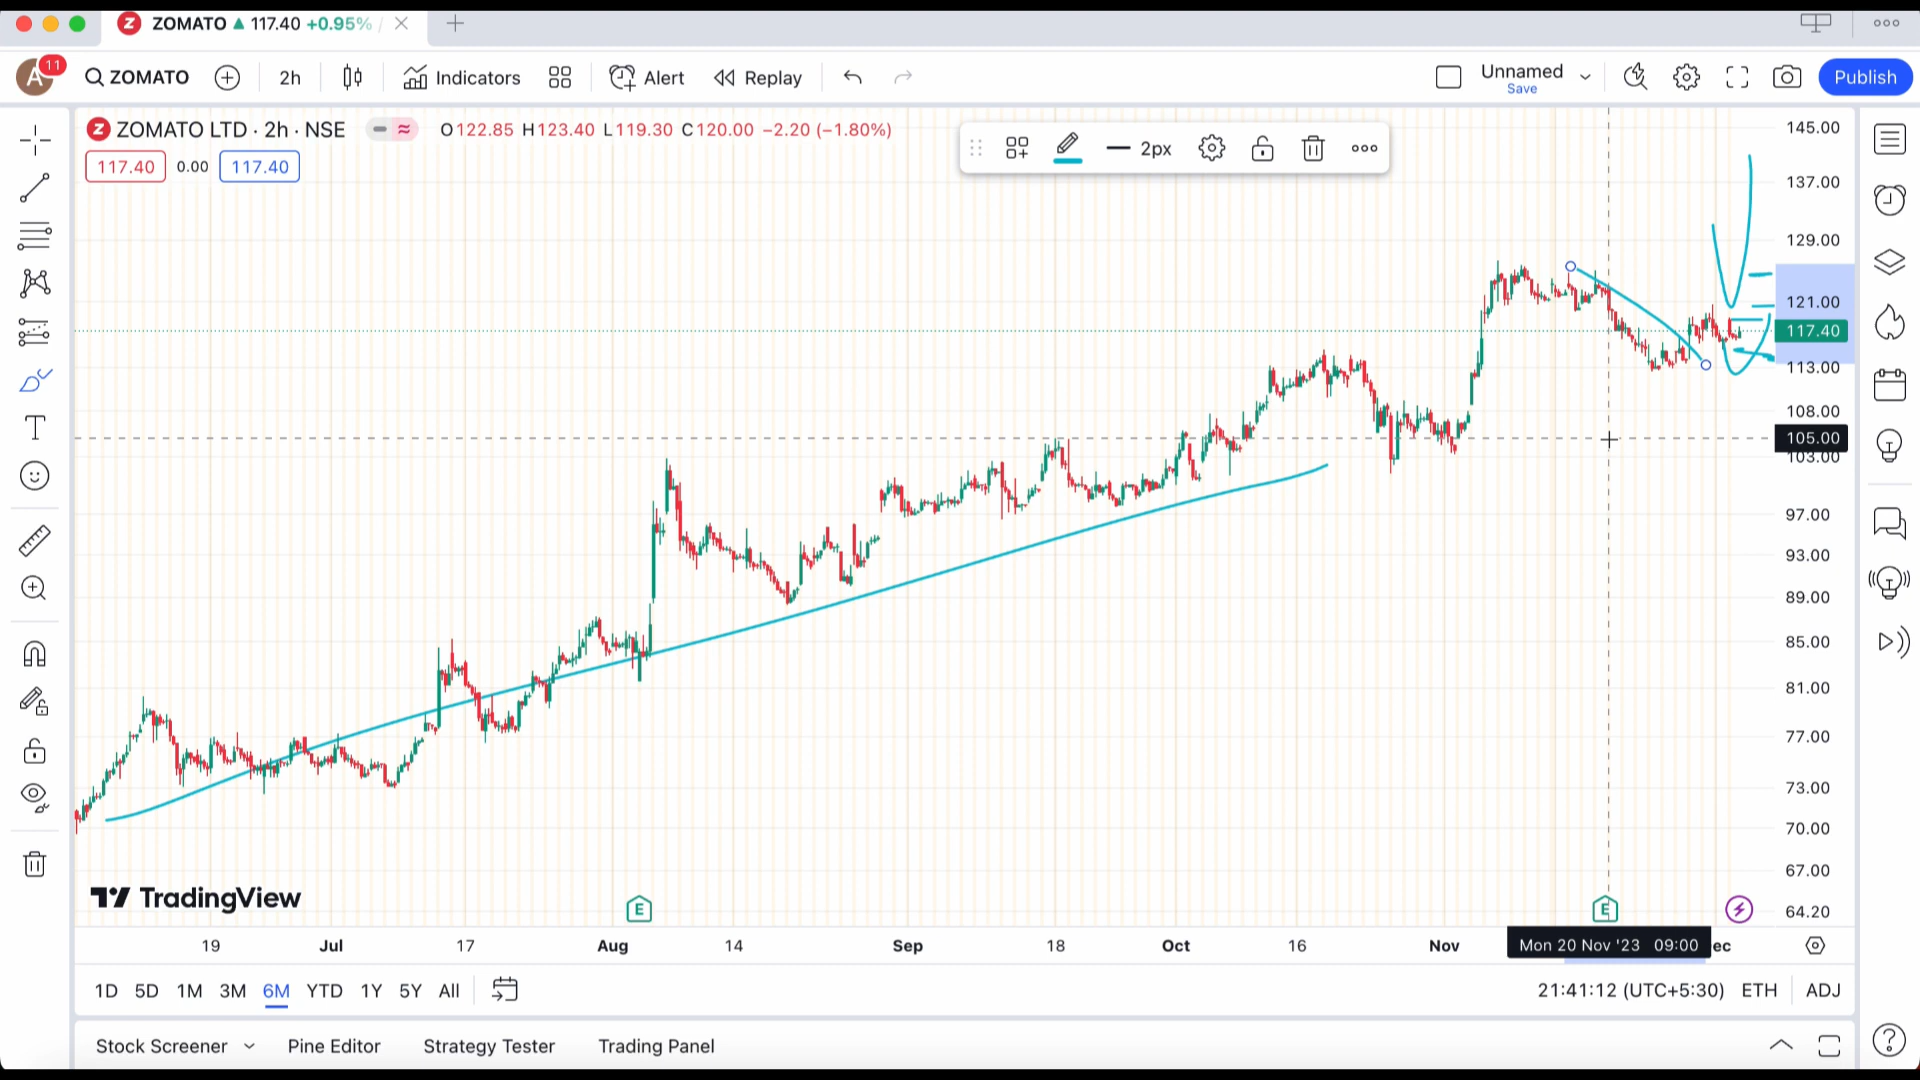 ZOMATO ▲ 117.40 +0.95% /
A 11 ZOMATO 2h Indicators Alert Replay Unnamed Save Publish
ZOMATO LTD · 2h · NSE O122.85 H123.40 L119.30 C120.00 −2.20 (−1.80%)
117.40 0.00 117.40
2px
145.00
137.00
129.00
121.00
117.40
113.00
108.00
105.00
103.00
97.00
93.00
89.00
85.00
81.00
77.00
73.00
70.00
67.00
64.20
TradingView
E E
19 Jul 17 Aug 14 Sep 18 Oct 16 Nov Mon 20 Nov '23 09:00 ec
1D 5D 1M 3M 6M YTD 1Y 5Y All 21:41:12 (UTC+5:30) ETH ADJ
Stock Screener Pine Editor Strategy Tester Trading Panel